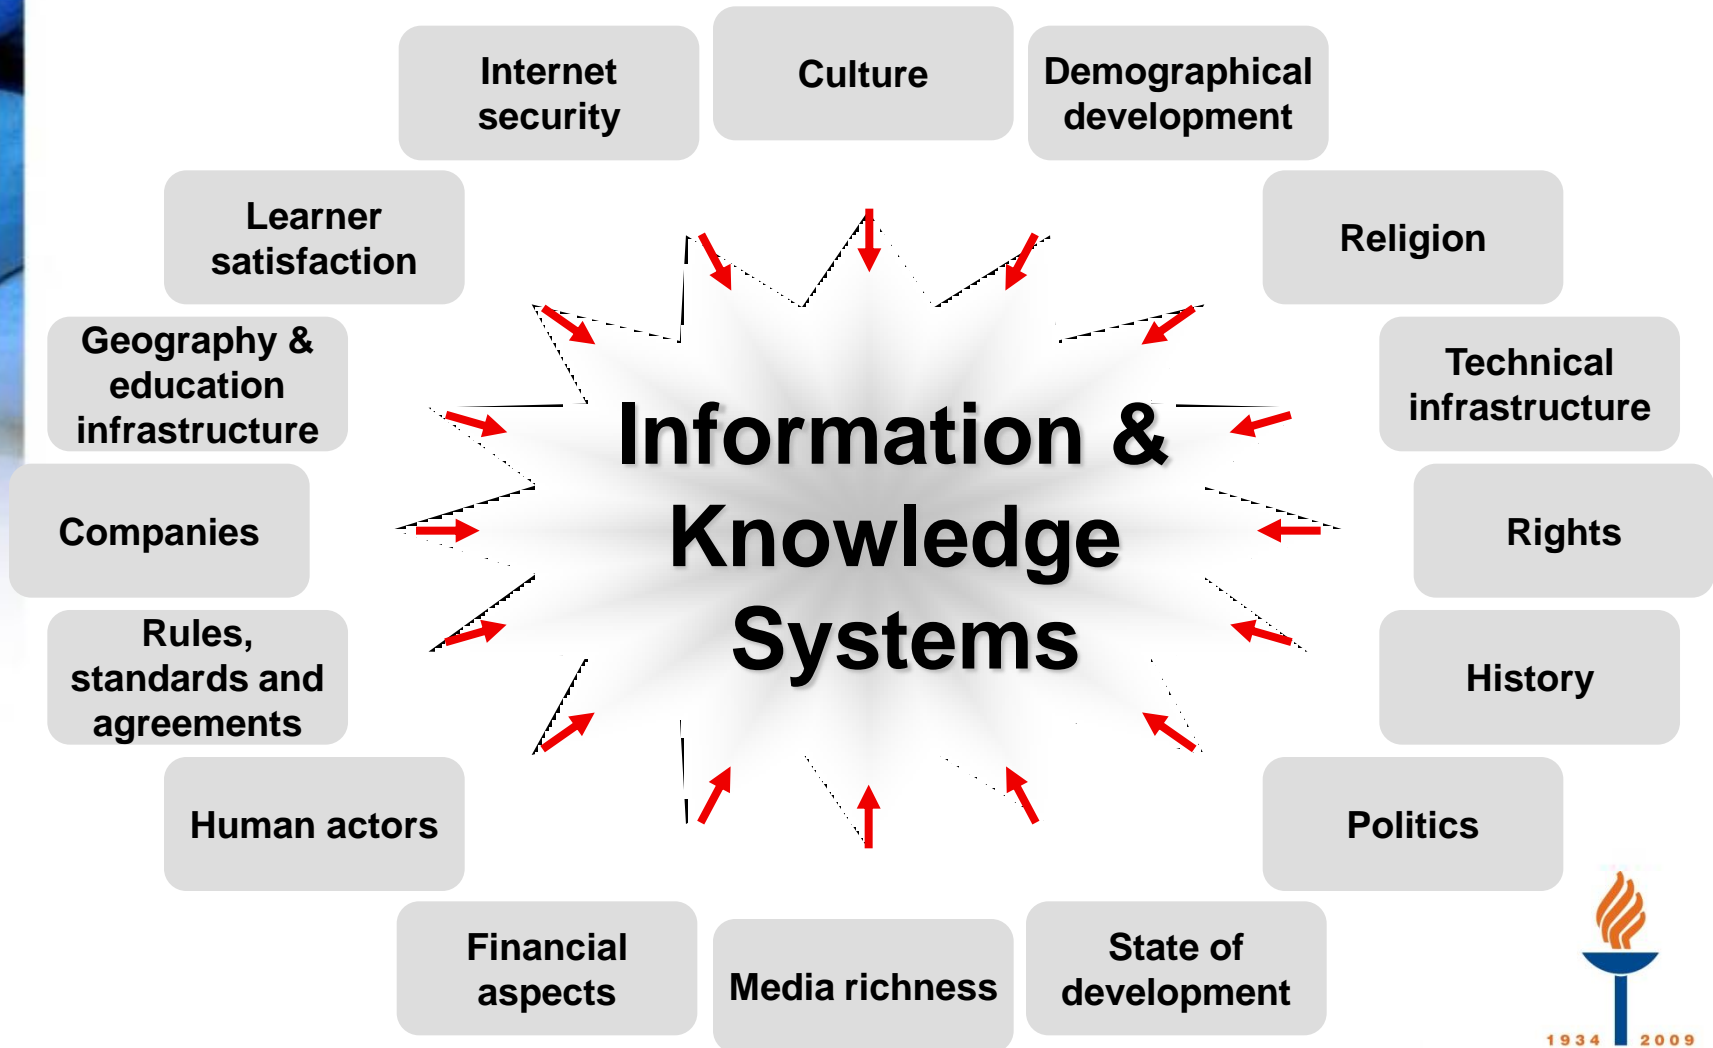 Internet
security
Culture
Demographical
development
Learner
satisfaction
Religion
Geography &
education
infrastructure
Technical
infrastructure
Information &
Knowledge
Systems
Companies
Rights
Rules,
standards and
agreements
History
Human actors
Politics
Financial
aspects
Media richness
State of
development
1934 2009